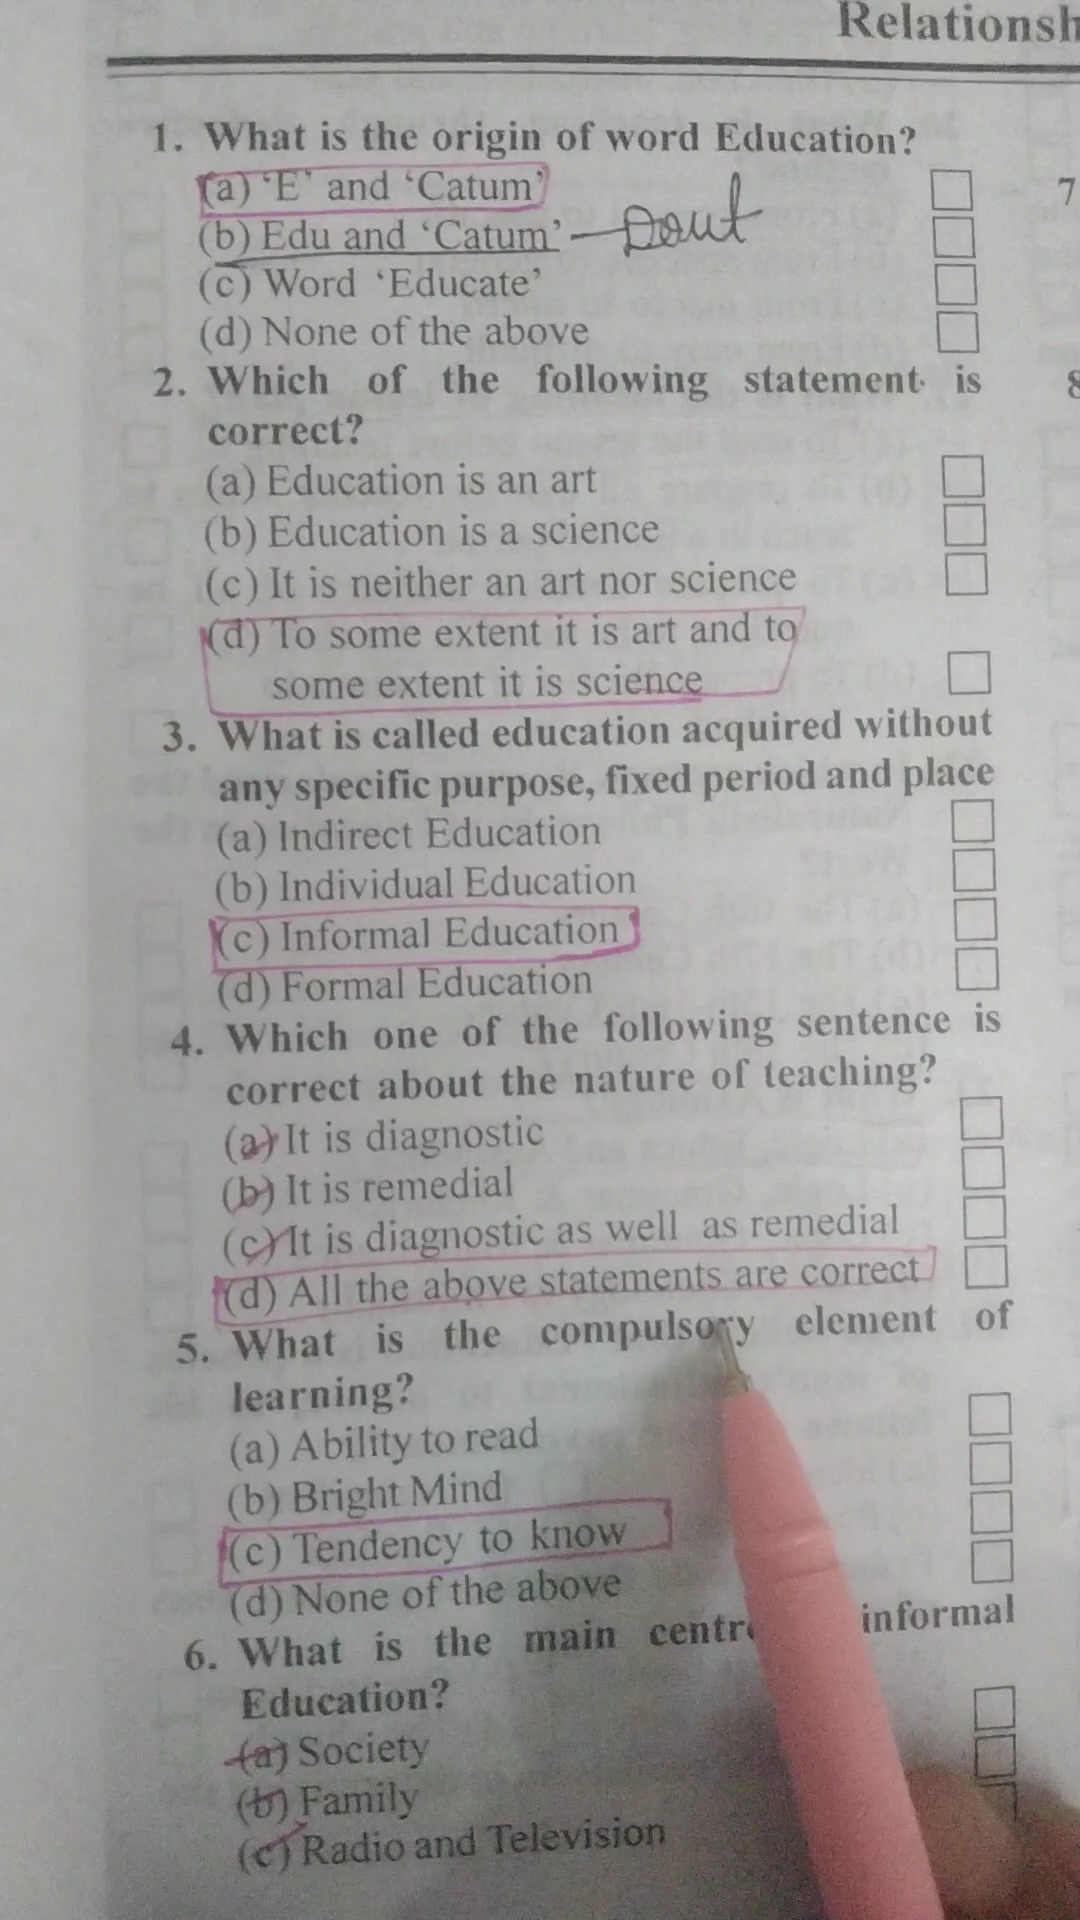 Relationsh
1. What is the origin of word Education?
(a) ‘E’ and ‘Catum’
(b) Edu and ‘Catum’ — Dout
(c) Word ‘Educate’
(d) None of the above
2. Which of the following statement is
correct?
(a) Education is an art
(b) Education is a science
(c) It is neither an art nor science
(d) To some extent it is art and to
some extent it is science
3. What is called education acquired without
any specific purpose, fixed period and place
(a) Indirect Education
(b) Individual Education
(c) Informal Education
(d) Formal Education
4. Which one of the following sentence is
correct about the nature of teaching?
(a) It is diagnostic
(b) It is remedial
(c) It is diagnostic as well as remedial
(d) All the above statements are correct
5. What is the compulsory element of
learning?
(a) Ability to read
(b) Bright Mind
(c) Tendency to know
(d) None of the above
6. What is the main informal
Education?
(a) Society
(b) Family
(c) Radio and Television
7